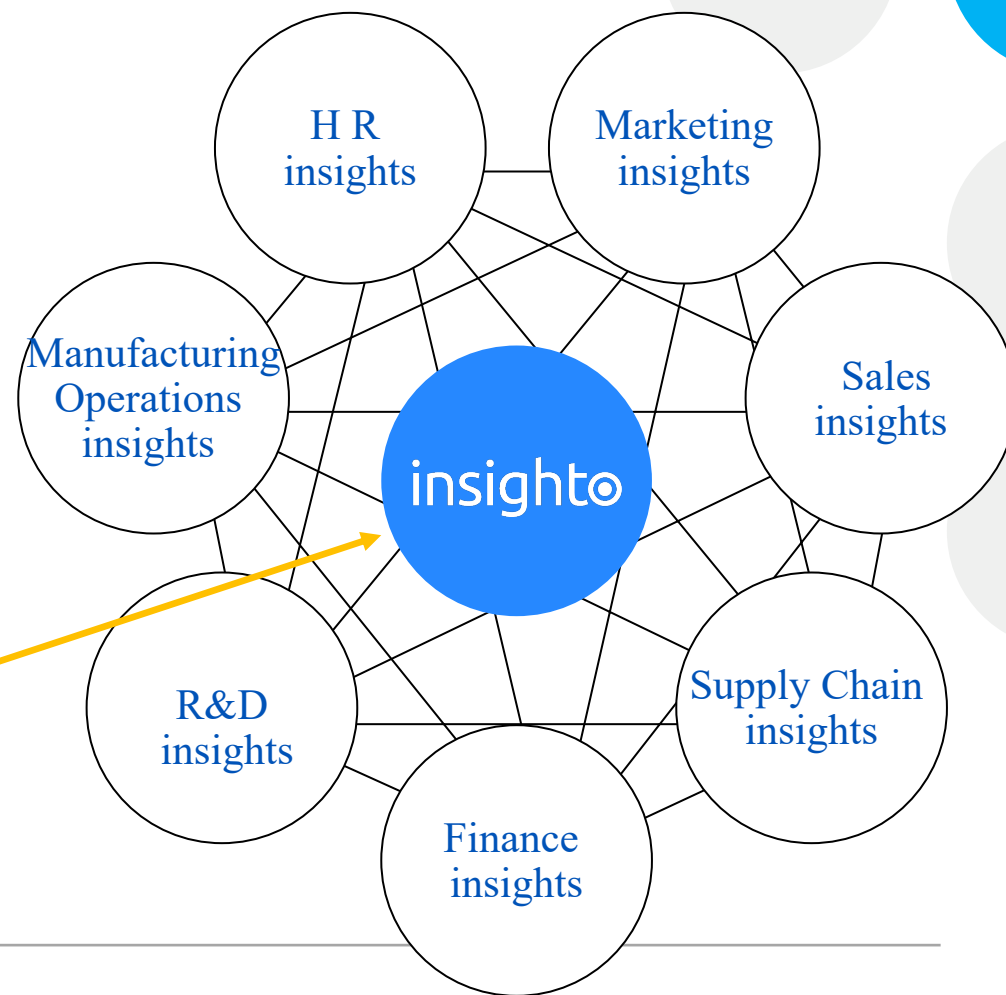 H R
insights
Marketing
insights
Manufacturing
Operations
insights
Sales
insights
insighto
R&D
insights
Supply Chain
insights
Finance
insights